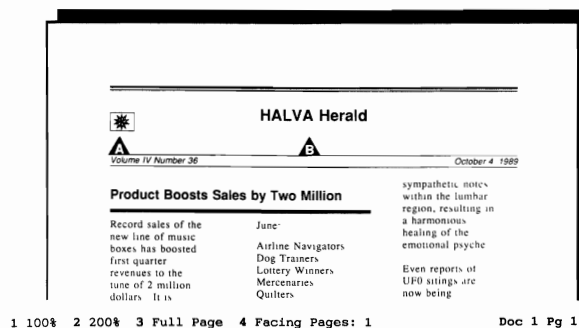 HALVA Herald
A B
Volume IV Number 36 October 4 1989
Product Boosts Sales by Two Million
Record sales of the
new line of music
boxes has boosted
first quarter
revenues to the
tune of 2 million
dollars It is
June
Airline Navigators
Dog Trainers
Lottery Winners
Mercenaries
Quilters
sympathetic notes
within the lumbar
region, resulting in
a harmonious
healing of the
emotional psyche
Even reports of
UFO sitings are
now being
1 100% 2 200% 3 Full Page 4 Facing Pages: 1 Doc 1 Pg 1